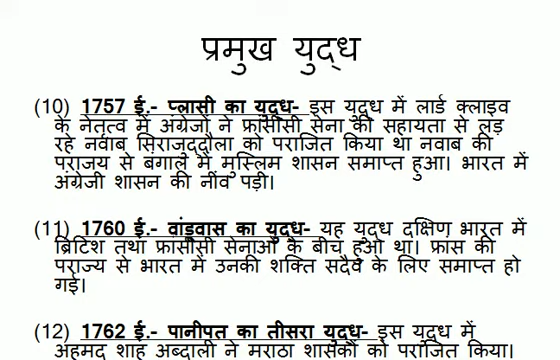 प्रमुख युद्ध
(10) 1757 ई.- प्लासी का युद्ध- इस युद्ध में लार्ड क्लाइव
के नेतृत्व में अंग्रेजों ने फ्रांसीसी सेना की सहायता से लड़
रहे नवाब सिराजुद्दौला को पराजित किया था नवाब की
पराजय से बंगाल में मुस्लिम शासन समाप्त हुआ। भारत में
अंग्रेजी शासन की नींव पड़ी।
(11) 1760 ई.- वांडूवास का युद्ध- यह युद्ध दक्षिण भारत में
ब्रिटिश तथा फ्रांसीसी सेनाओं के बीच हुआ था। फ्रांस की
पराज्य से भारत में उनकी शक्ति सदैव के लिए समाप्त हो
गई।
(12) 1762 ई.- पानीपत का तीसरा युद्ध- इस युद्ध में
अहमद शाह अब्दाली ने मराठा शासकों को पराजित किया।